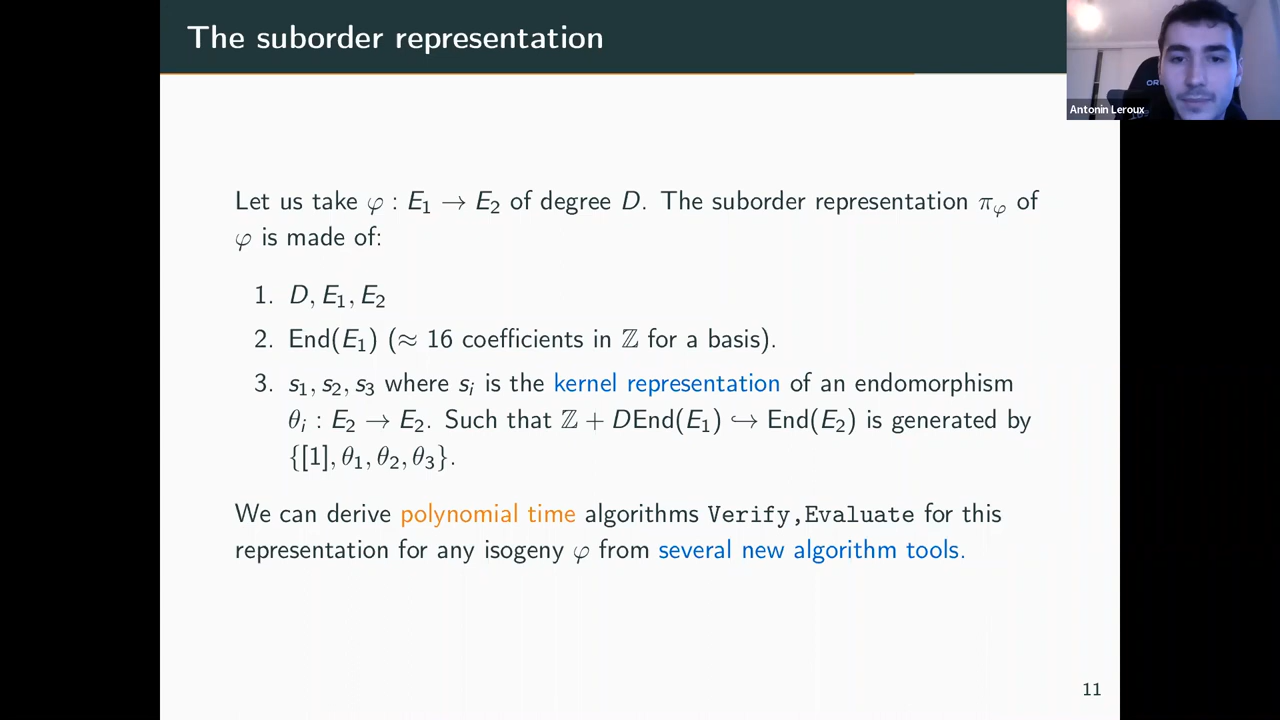 The suborder representation
Antonin Leroux
Let us take φ : E₁ → E₂ of degree D. The suborder representation π_φ of
φ is made of:
1. D, E₁, E₂
2. End(E₁) (≈ 16 coefficients in ℤ for a basis).
3. s₁, s₂, s₃ where sᵢ is the kernel representation of an endomorphism
θᵢ : E₂ → E₂. Such that ℤ + DEnd(E₁) ↪ End(E₂) is generated by
{[1], θ₁, θ₂, θ₃}.
We can derive polynomial time algorithms Verify,Evaluate for this
representation for any isogeny φ from several new algorithm tools.
11